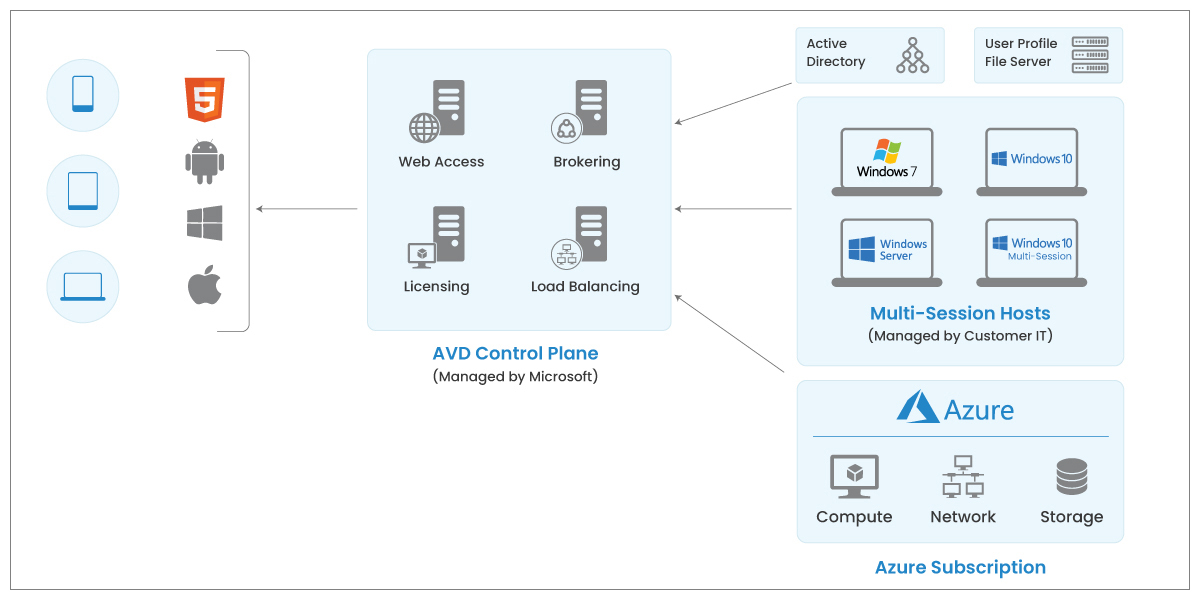 5
Web Access
Brokering
Licensing
Load Balancing
AVD Control Plane
(Managed by Microsoft)
Active
Directory
User Profile
File Server
Windows 7
Windows 10
Windows
Server
Windows 10
Multi-Session
Multi-Session Hosts
(Managed by Customer IT)
Azure
Compute
Network
Storage
Azure Subscription